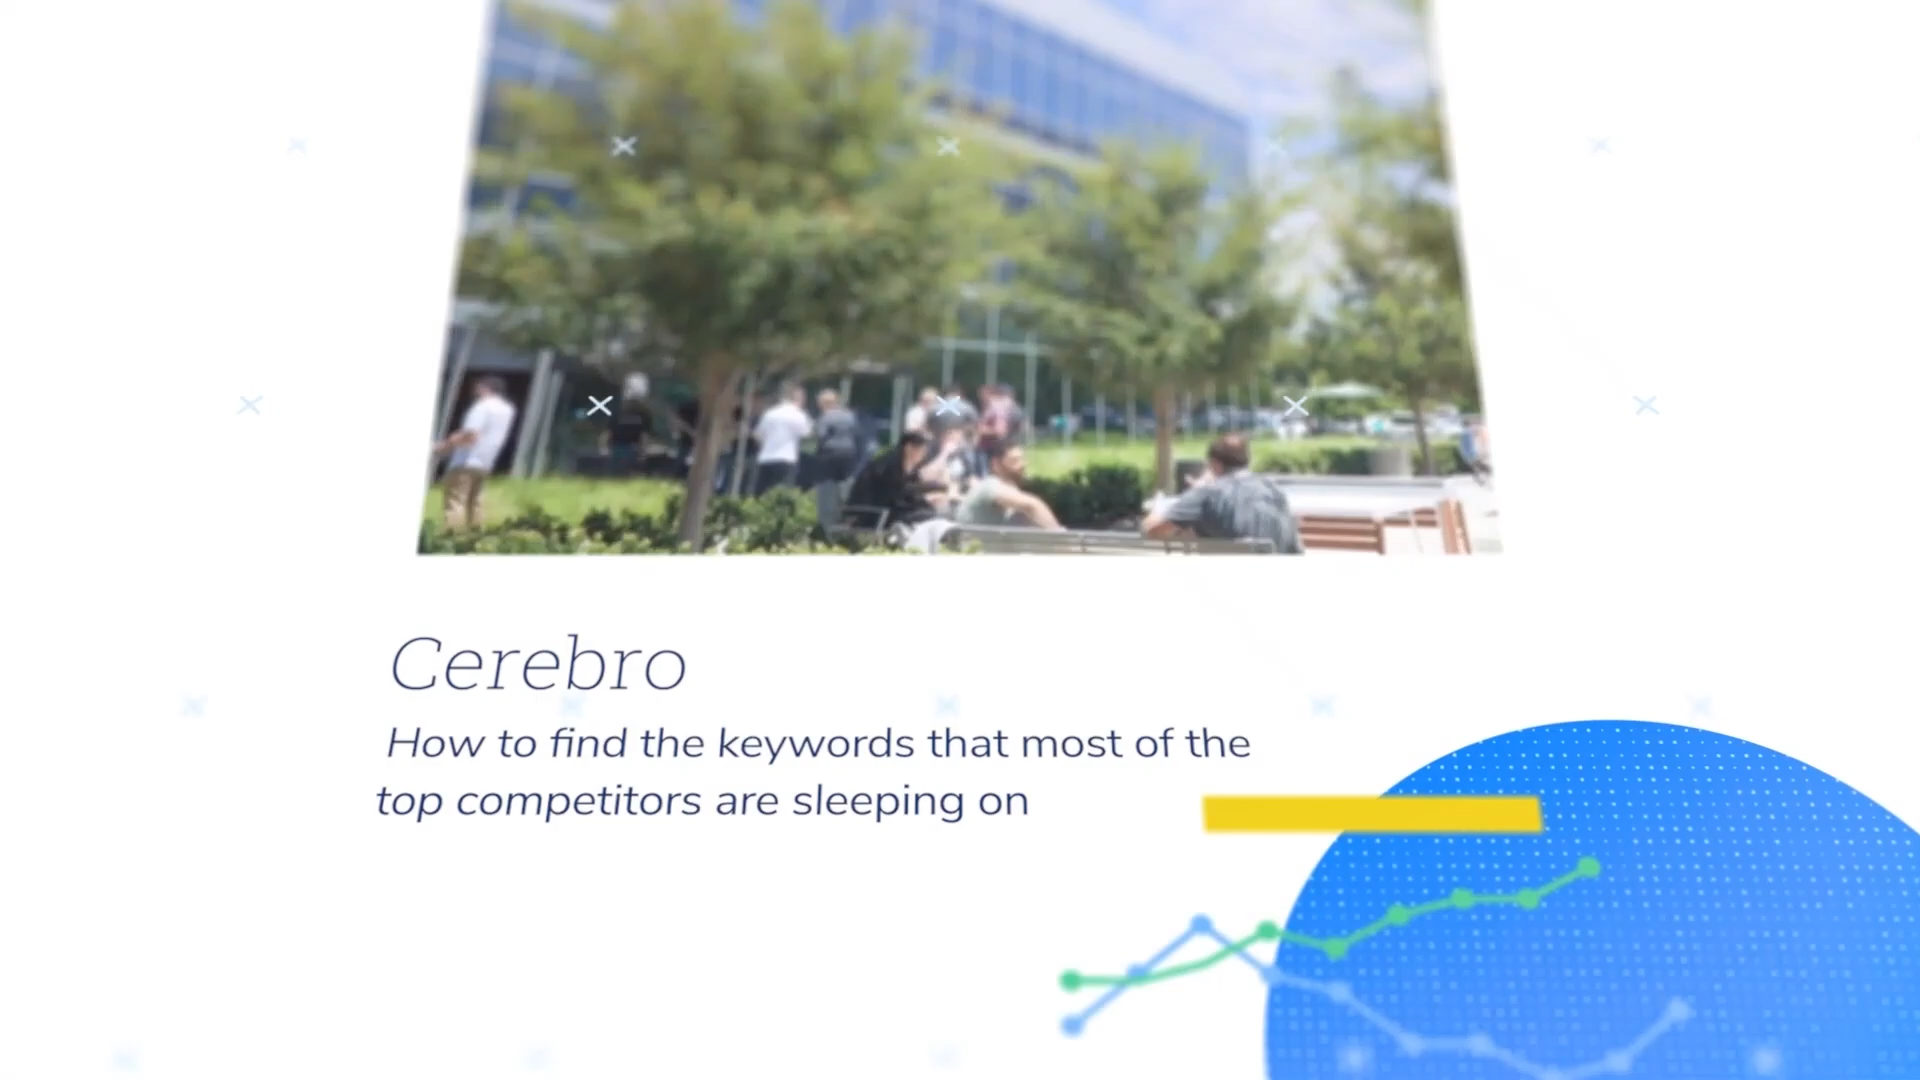 Cerebro
How to find the keywords that most of the
top competitors are sleeping on